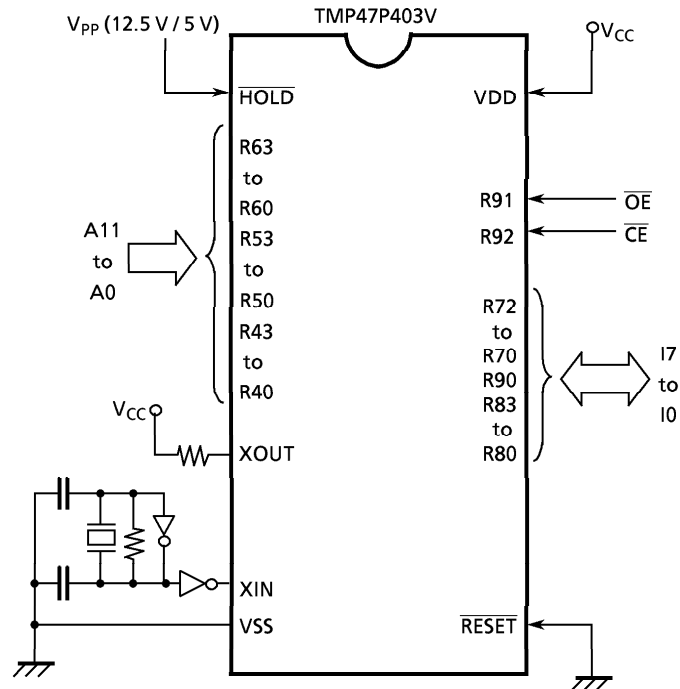 TMP47P403V
VPP (12.5 V / 5 V)
VCC
HOLD
VDD
R63
to
R60
R53
to
R50
R43
to
R40
A11
to
A0
R91
OE
R92
CE
R72
to
R70
R90
R83
to
R80
I7
to
I0
VCC
XOUT
XIN
VSS
RESET